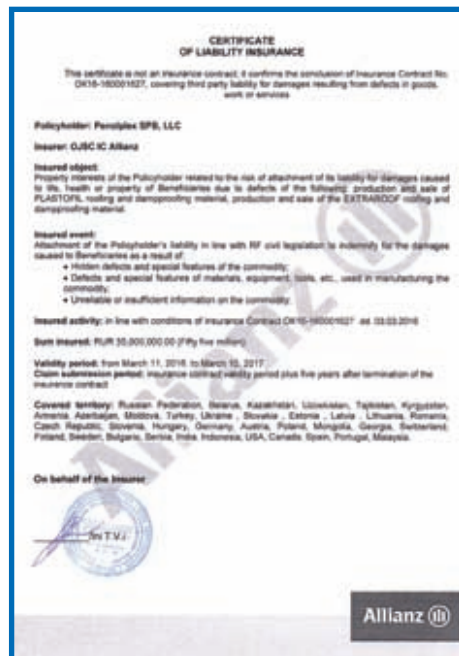 CERTIFICATE
OF LIABILITY INSURANCE
This certificate is not an insurance contract, it confirms the conclusion of Insurance Contract No.
OK16-160001627, covering third party liability for damages resulting from defects in goods,
work or services
Policyholder: Penoplex SPB, LLC
Insurer: OJSC IC Allianz
Insured object:
Property interests of the Policyholder related to the risk of attachment of its liability for damages caused
to life, health or property of Beneficiaries due to defects of the following: production and sale of
PLASTOFIL roofing and dampproofing material, production and sale of the EXTRAROOF roofing and
dampproofing material.
Insured event:
Attachment of the Policyholder's liability in line with RF civil legislation to indemnify for the damages
caused to Beneficiaries as a result of:
• Hidden defects and special features of the commodity;
• Defects and special features of materials, equipment, tools, etc., used in manufacturing the
commodity;
• Unreliable or insufficient information on the commodity.
Insured activity: in line with conditions of insurance Contract OK16-160001627 dd. 03.03.2016
Sum insured: RUR 000,000.00 (Fifty five million)
Validity period: from March 11, 2016 to March 10, 2017
Claim submission period: insurance contract validity period plus five years after termination of the
insurance contract
Covered territory: Russian Federation, Belarus, Kazakhstan, Uzbekistan, Tajikistan, Kyrgyzstan,
Armenia, Azerbaijan, Moldova, Turkey, Ukraine, Slovakia, Estonia, Latvia, Lithuania, Romania,
Czech Republic, Slovenia, Hungary, Germany, Austria, Poland, Mongolia, Georgia, Switzerland,
Finland, Sweden, Bulgaria, Serbia, India, Indonesia, USA, Canada, Spain, Portugal, Malaysia.
On behalf of the Insurer
T.V./
Allianz
Allianz